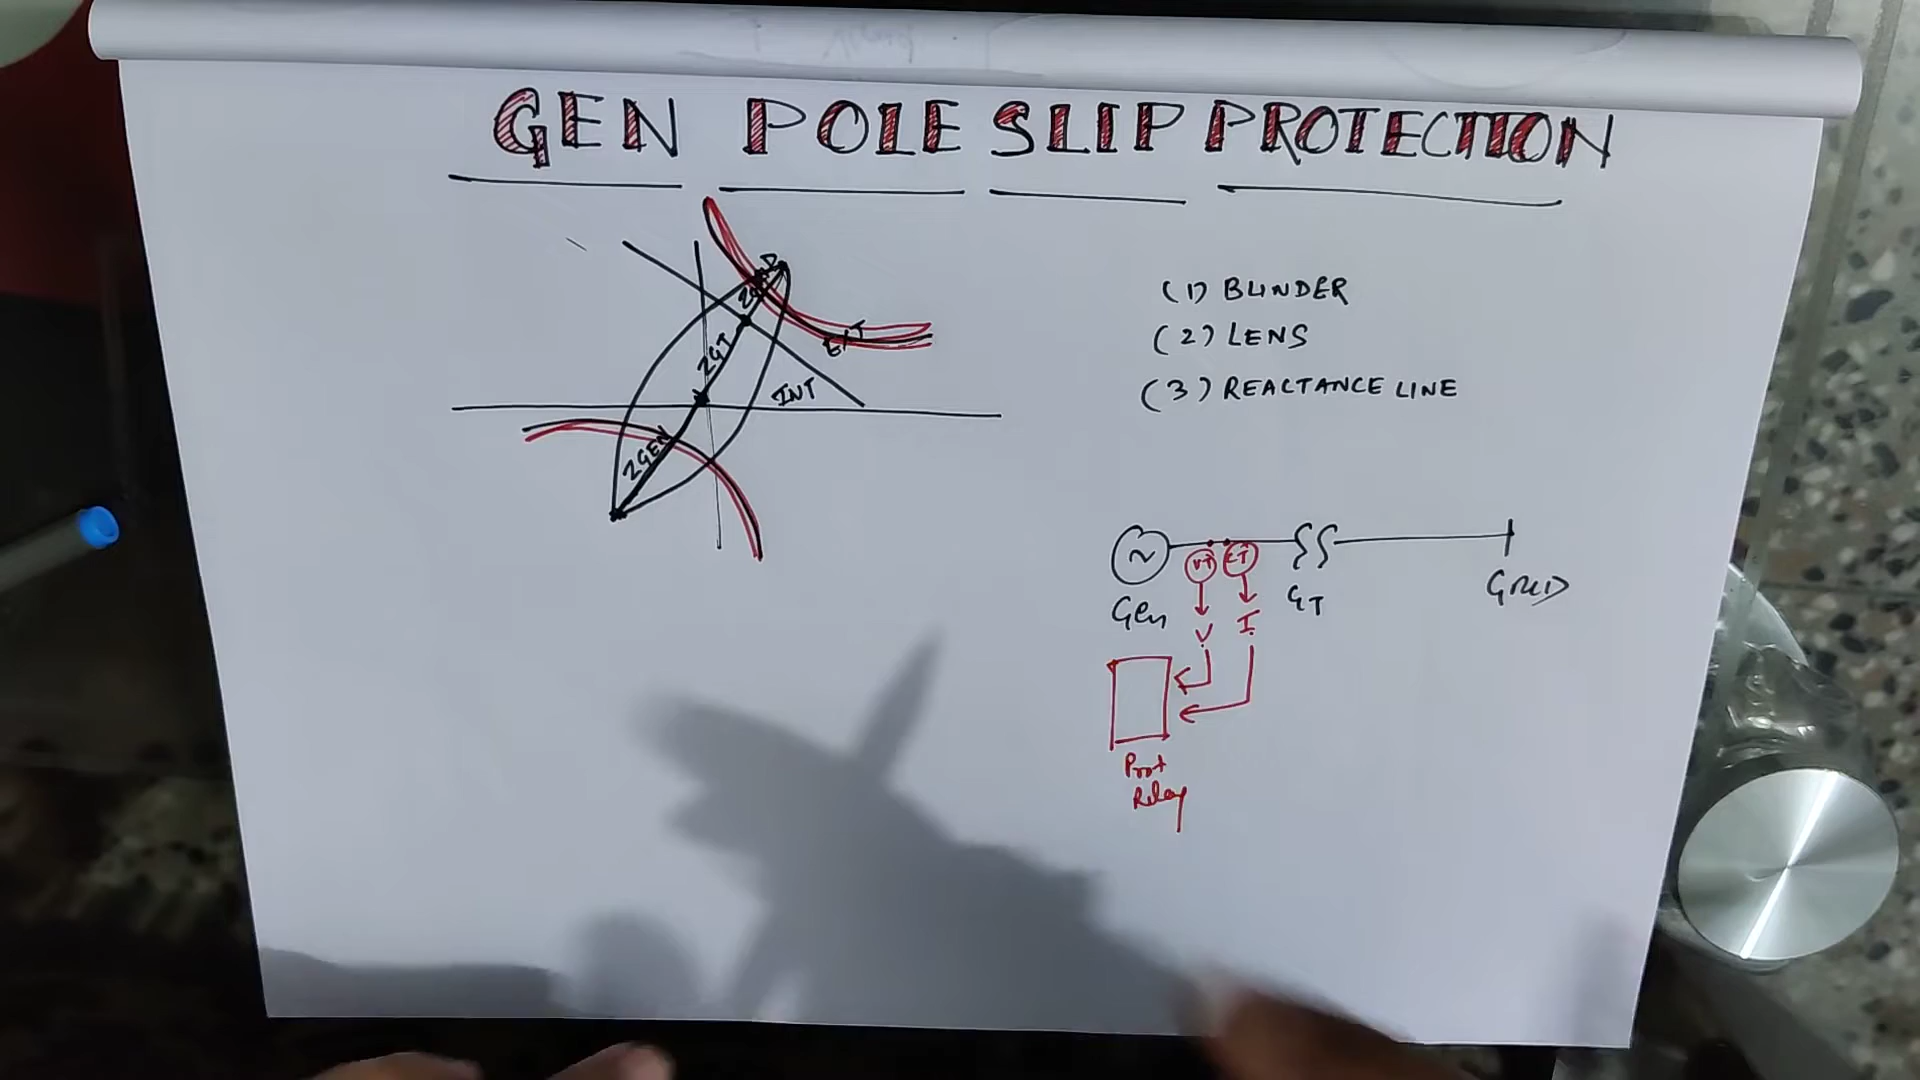 GEN POLE SLIP PROTECTION
EXT
ZGT
INT
ZGEN
(1) BLINDER
(2) LENS
(3) REACTANCE LINE
~
VT CT
Gen
GT
GRID
V I
Prot
Relay